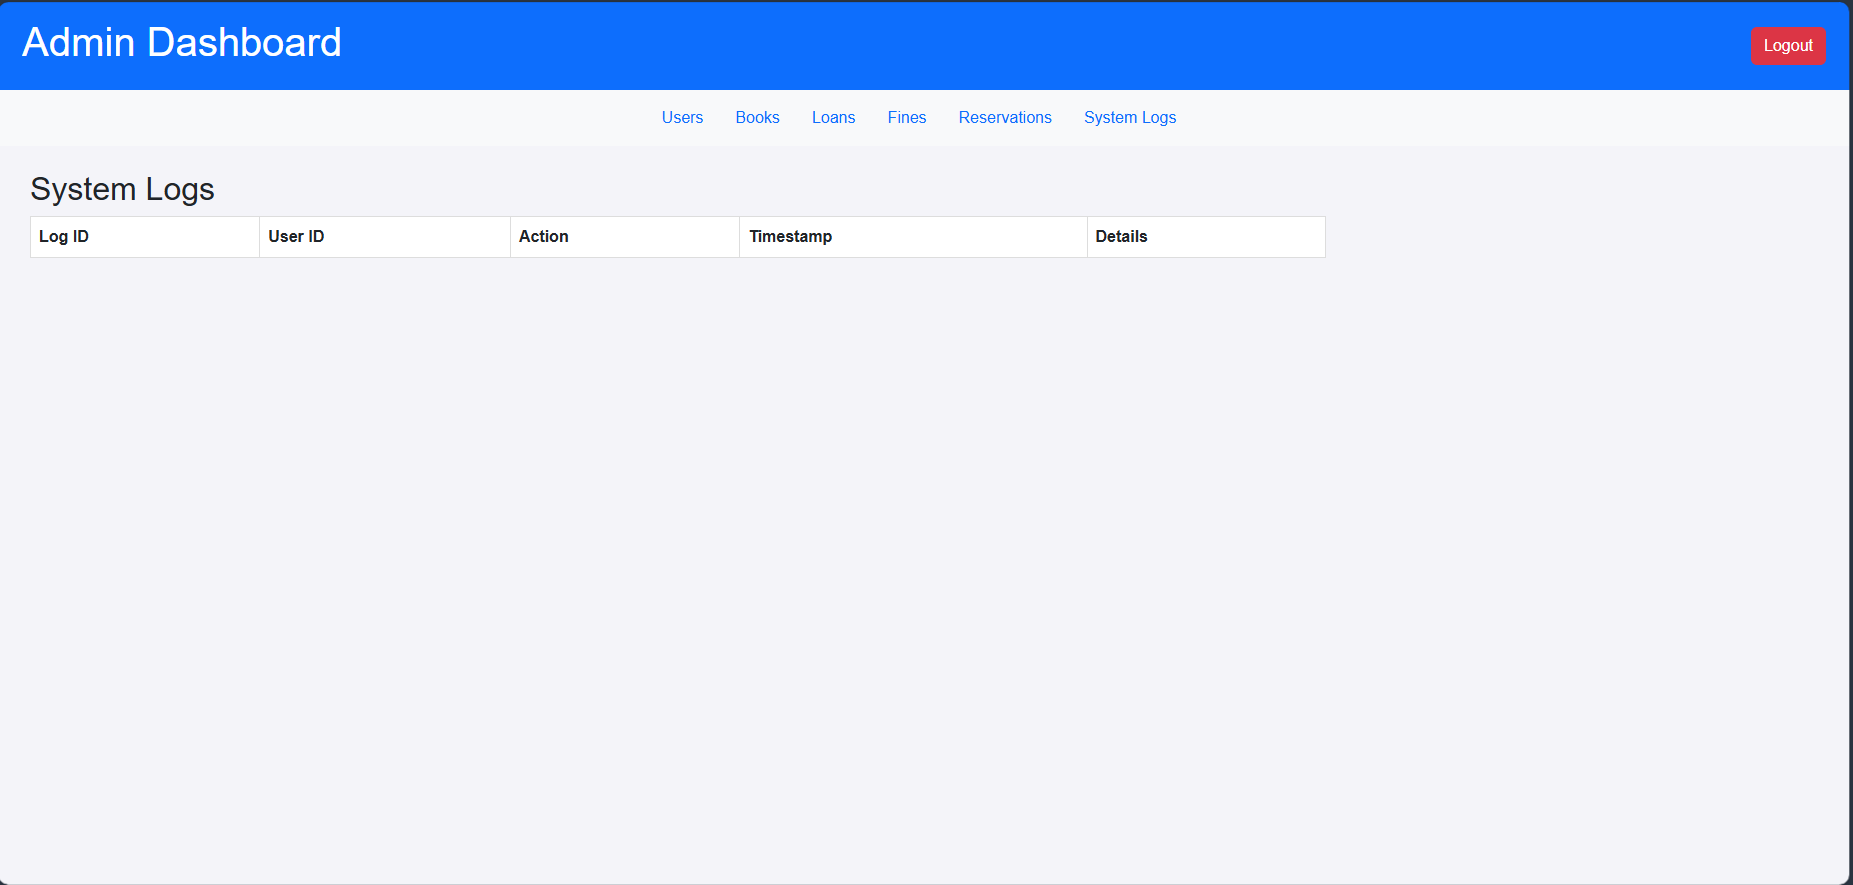 Admin Dashboard
Logout
Users Books Loans Fines Reservations System Logs
System Logs
Log ID User ID Action Timestamp Details